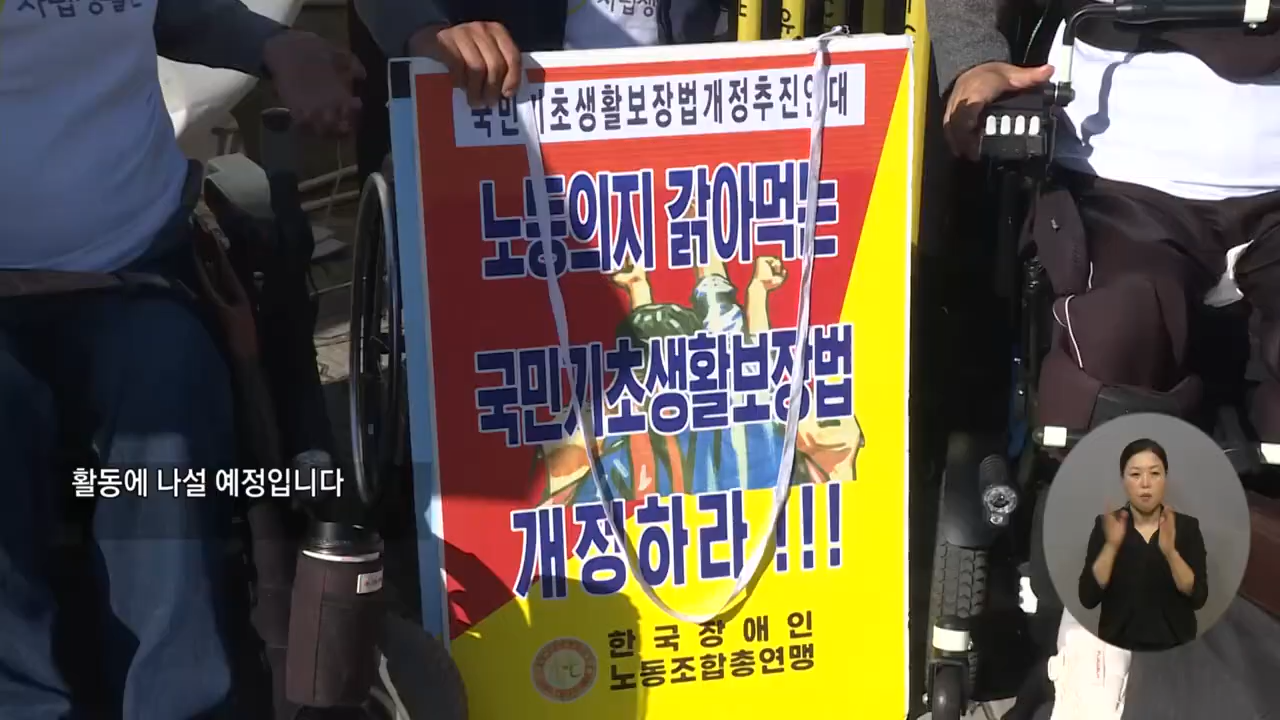 국민기초생활보장법개정추진연대
노동의지 갉아먹는
국민기초생활보장법
개정하라 !!!
한국장애인
노동조합총연맹
활동에 나설 예정입니다